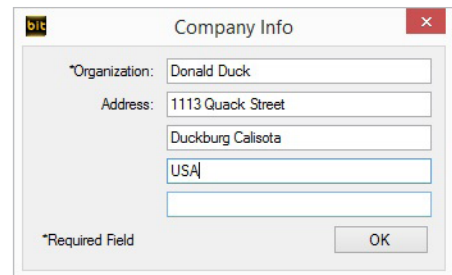 bit Company Info
*Organization: Donald Duck
Address: 1113 Quack Street
Duckburg Calisota
USA
*Required Field OK